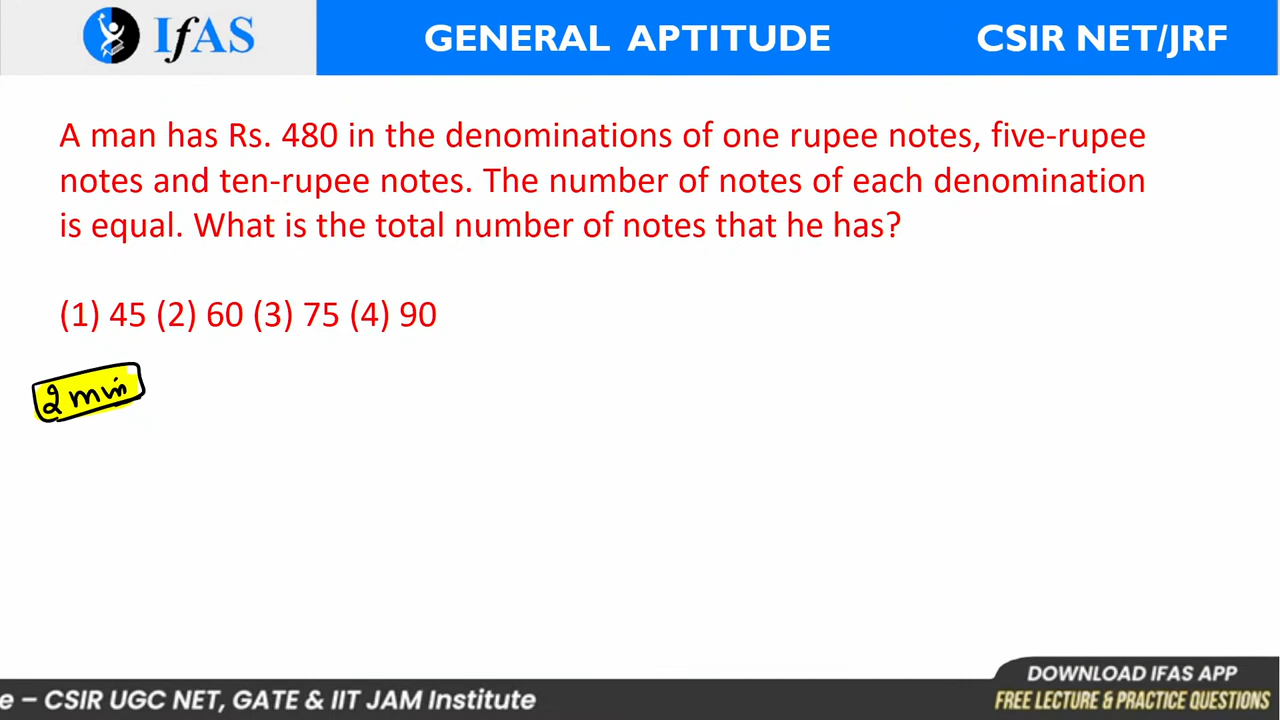 IfAS
GENERAL APTITUDE
CSIR NET/JRF
A man has Rs. 480 in the denominations of one rupee notes, five-rupee
notes and ten-rupee notes. The number of notes of each denomination
is equal. What is the total number of notes that he has?
(1) 45 (2) 60 (3) 75 (4) 90
2 min
e – CSIR UGC NET, GATE & IIT JAM Institute
DOWNLOAD IFAS APP
FREE LECTURE & PRACTICE QUESTIONS